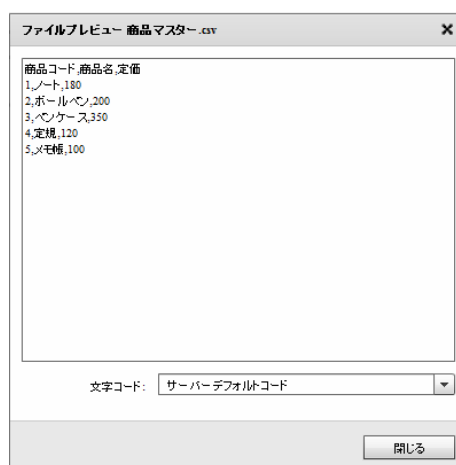 ファイルプレビュー 商品マスター.csv
商品コード,商品名,定価
1,ノート,180
2,ボールペン,200
3,ペンケース,350
4,定規,120
5,メモ帳,100
文字コード: サーバーデフォルトコード
閉じる